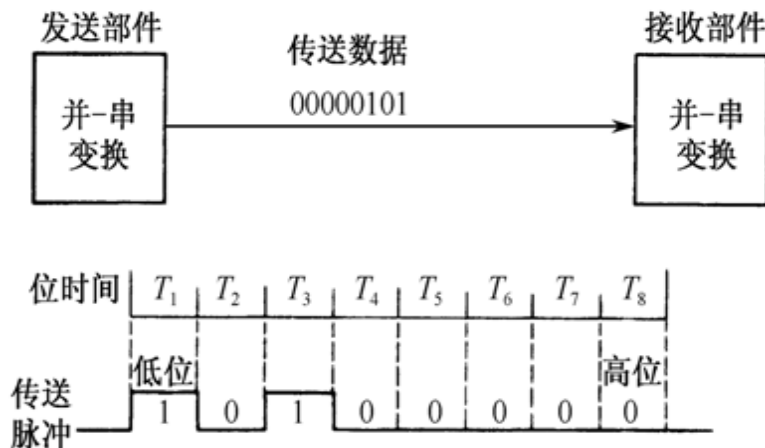 发送部件
接收部件
传送数据
00000101
并-串
变换
并-串
变换
位时间 T₁ T₂ T₃ T₄ T₅ T₆ T₇ T₈
低位 高位
传送
脉冲
1 0 1 0 0 0 0 0